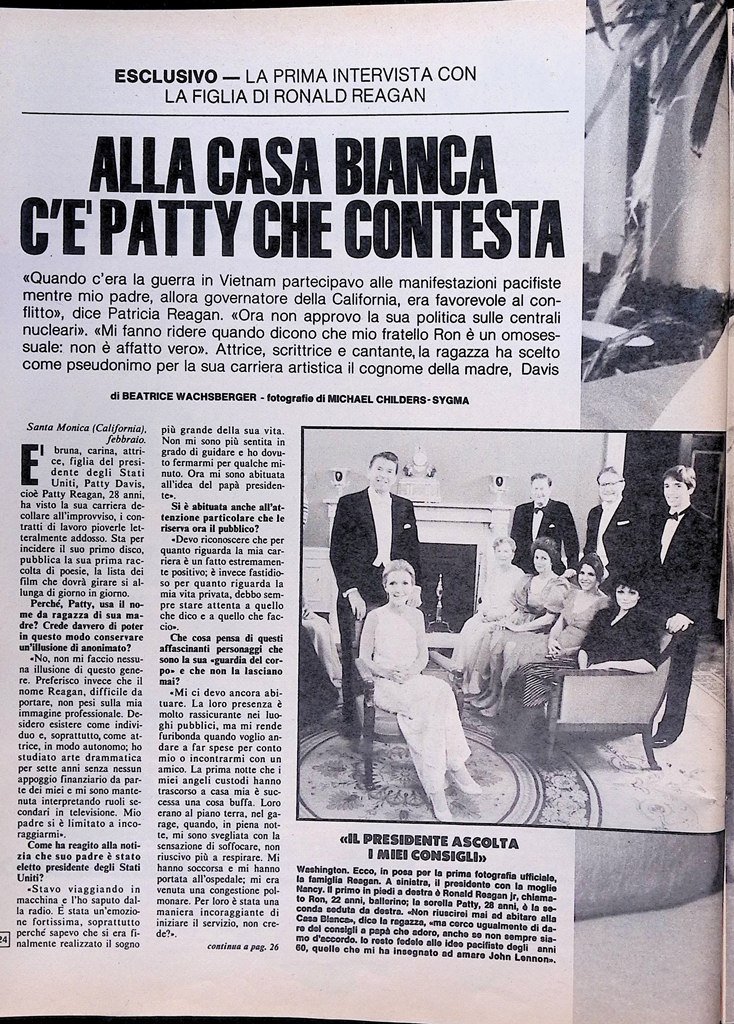 ESCLUSIVO — LA PRIMA INTERVISTA CON
LA FIGLIA DI RONALD REAGAN
ALLA CASA BIANCA
C'E' PATTY CHE CONTESTA
«Quando c'era la guerra in Vietnam partecipavo alle manifestazioni pacifiste
mentre mio padre, allora governatore della California, era favorevole al con-
flitto», dice Patricia Reagan. «Ora non approvo la sua politica sulle centrali
nucleari». «Mi fanno ridere quando dicono che mio fratello Ron è un omoses-
suale: non è affatto vero». Attrice, scrittrice e cantante, la ragazza ha scelto
come pseudonimo per la sua carriera artistica il cognome della madre, Davis
di BEATRICE WACHSBERGER - fotografie di MICHAEL CHILDERS-SYGMA
Santa Monica (California),
febbraio.
E' bruna, carina, attri-
ce, figlia del presi-
dente degli Stati
Uniti, Patty Davis,
cioè Patty Reagan, 28 anni,
ha visto la sua carriera de-
collare all'improvviso, i con-
tratti di lavoro pioverle let-
teralmente addosso. Sta per
incidere il suo primo disco,
pubblica la sua prima rac-
colta di poesie, la lista dei
film che dovrà girare si al-
lunga di giorno in giorno.
Perché, Patty, usa il no-
me da ragazza di sua ma-
dre? Crede davvero di poter
in questo modo conservare
un'illusione di anonimato?
«No, non mi faccio nessu-
na illusione di questo gene-
re. Preferisco invece che il
nome Reagan, difficile da
portare, non pesi sulla mia
immagine professionale. De-
sidero esistere come indivi-
duo e, soprattutto, come at-
trice, in modo autonomo; ho
studiato arte drammatica
per sette anni senza nessun
appoggio finanziario da par-
te dei miei e mi sono mante-
nuta interpretando ruoli se-
condari in televisione. Mio
padre si è limitato a inco-
raggiarmi».
Come ha reagito alla noti-
zia che suo padre è stato
eletto presidente degli Stati
Uniti?
«Stavo viaggiando in
macchina e l'ho saputo dal-
la radio. È stata un'emozio-
ne fortissima, soprattutto
perché sapevo che si era fi-
nalmente realizzato il sogno
24
più grande della sua vita.
Non mi sono più sentita in
grado di guidare e ho dovu-
to fermarmi per qualche mi-
nuto. Ora mi sono abituata
all'idea del papà presiden-
te».
Si è abituata anche all'at-
tenzione particolare che le
riserva ora il pubblico?
«Devo riconoscere che per
quanto riguarda la mia car-
riera è un fatto estremamen-
te positivo; è invece fastidio-
so per quanto riguarda la
mia vita privata, debbo sem-
pre stare attenta a quello
che dico e a quello che fac-
cio».
Che cosa pensa di questi
affascinanti personaggi che
sono la sua «guardia del cor-
po» e che non la lasciano
mai?
«Mi ci devo ancora abi-
tuare. La loro presenza è
molto rassicurante nei luo-
ghi pubblici, ma mi rende
furibonda quando voglio an-
dare a far spese per conto
mio o incontrarmi con un
amico. La prima notte che i
miei angeli custodi hanno
trascorso a casa mia è suc-
cessa una cosa buffa. Loro
erano al piano terra, nel ga-
rage, quando, in piena not-
te, mi sono svegliata con la
sensazione di soffocare, non
riuscivo più a respirare. Mi
hanno soccorsa e mi hanno
portata all'ospedale; mi era
venuta una congestione pol-
monare. Per loro è stata una
maniera incoraggiante di
iniziare il servizio, non cre-
de?».
continua a pag. 26
«IL PRESIDENTE ASCOLTA
I MIEI CONSIGLI»
Washington. Ecco, in posa per la prima fotografia ufficiale,
la famiglia Reagan. A sinistra, il presidente con la moglie
Nancy. Il primo in piedi a destra è Ronald Reagan jr, chiama-
to Ron, 22 anni, ballerino; la sorella Patty, 28 anni, è la se-
conda seduta da destra. «Non riuscirei mai ad abitare alla
Casa Bianca», dice la ragazza, «ma cerco ugualmente di da-
re dei consigli a papà che adoro, anche se non sempre sia-
mo d'accordo. Io resto fedele alle idee pacifiste degli anni
60, quelle che mi ha insegnato ad amare John Lennon».